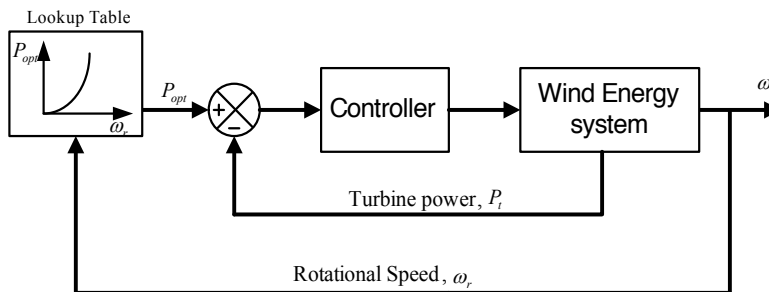 Lookup Table
P_opt
ω_r
P_opt
+
−
Controller
Wind Energy
system
ω
Turbine power, P_t
Rotational Speed, ω_r